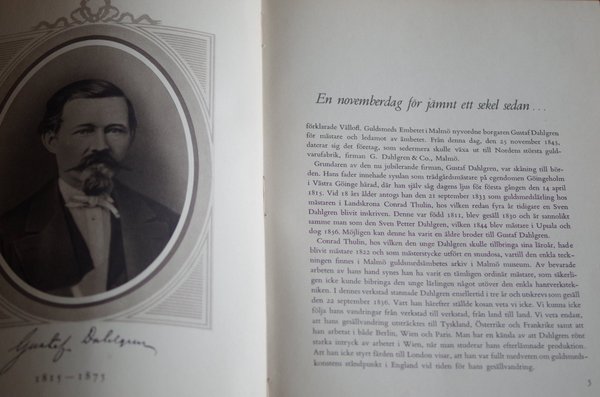 Gustaf Dahlgren
1815–1875
En novemberdag för jämnt ett sekel sedan . . .
förklarade Vällofl. Guldsmeds Embetet i Malmö nyvordne borgaren Gustaf Dahlgren
för mästare och ledamot av ämbetet. Från denna dag, den 25 november 1845,
daterar sig det företag, som sedermera skulle växa ut till Nordens största guld-
varufabrik, firman G. Dahlgren & Co., Malmö.
Grundaren av den nu jubilerande firman, Gustaf Dahlgren, var skåning till bör-
den. Hans fader innehade sysslan som trädgårdsmästare på egendomen Göingeholm
i Västra Göinge härad, där han själv såg dagens ljus för första gången den 14 april
1815. Vid 18 års ålder antogs han den 21 september 1833 som guldsmedslärling hos
mästaren i Landskrona Conrad Thulin, hos vilken redan fyra år tidigare en Sven
Dahlgren blivit inskriven. Denne var född 1812, blev gesäll 1830 och är sannolikt
samme man som den Sven Petter Dahlgren, vilken 1844 blev mästare i Upsala och
dog 1856. Möjligen kan denne ha varit en äldre broder till Gustaf Dahlgren.
Conrad Thulin, hos vilken den unge Dahlgren skulle tillbringa sina läroår, hade
blivit mästare 1822 och som mästerstycke utfört en mundosa, vartill den enkla teck-
ningen finnes i Malmö guldsmedsämbetes arkiv i Malmö museum. Av bevarade
arbeten av hans hand synes han ha varit en tämligen ordinär mästare, som säkerli-
gen icke kunde bibringa den unge lärlingen något utöver den enkla hantverkstek-
niken. I dennes verkstad stannade Dahlgren emellertid i tre år och utskrevs som gesäll
den 22 september 1836. Vart han härefter ställde kosan veta vi icke. Vi kunna icke
följa hans vandringar från verkstad till verkstad, från land till land. Vi veta endast,
att hans gesällvandring utsträcktes till Tyskland, Österrike och Frankrike samt att
han arbetat i både Berlin, Wien och Paris. Man har en känsla av att Dahlgren tönt
starka intryck av arbetet i Wien, när man studerar hans efterlämnade produktion.
Att han icke styrt färden till London visar, att han var fullt medveten om guldsmeds-
konstens ståndpunkt i England vid tiden för hans gesällvandring.
5